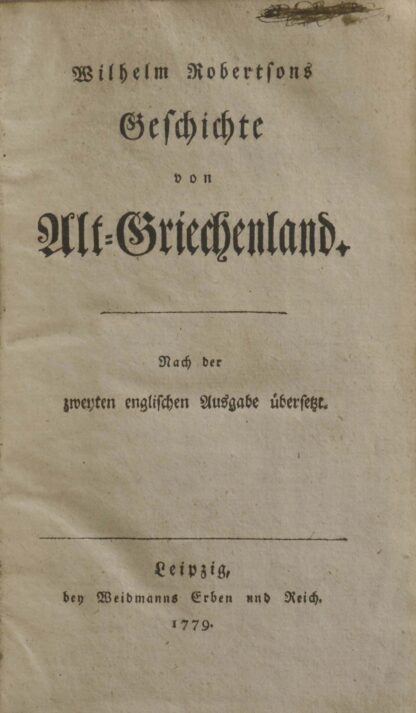 Wilhelm Robertſons
Geſchichte
von
Alt-Griechenland.
Nach der
zweyten engliſchen Ausgabe überſetzt.
Leipzig,
bey Weidmanns Erben und Reich.
1779.